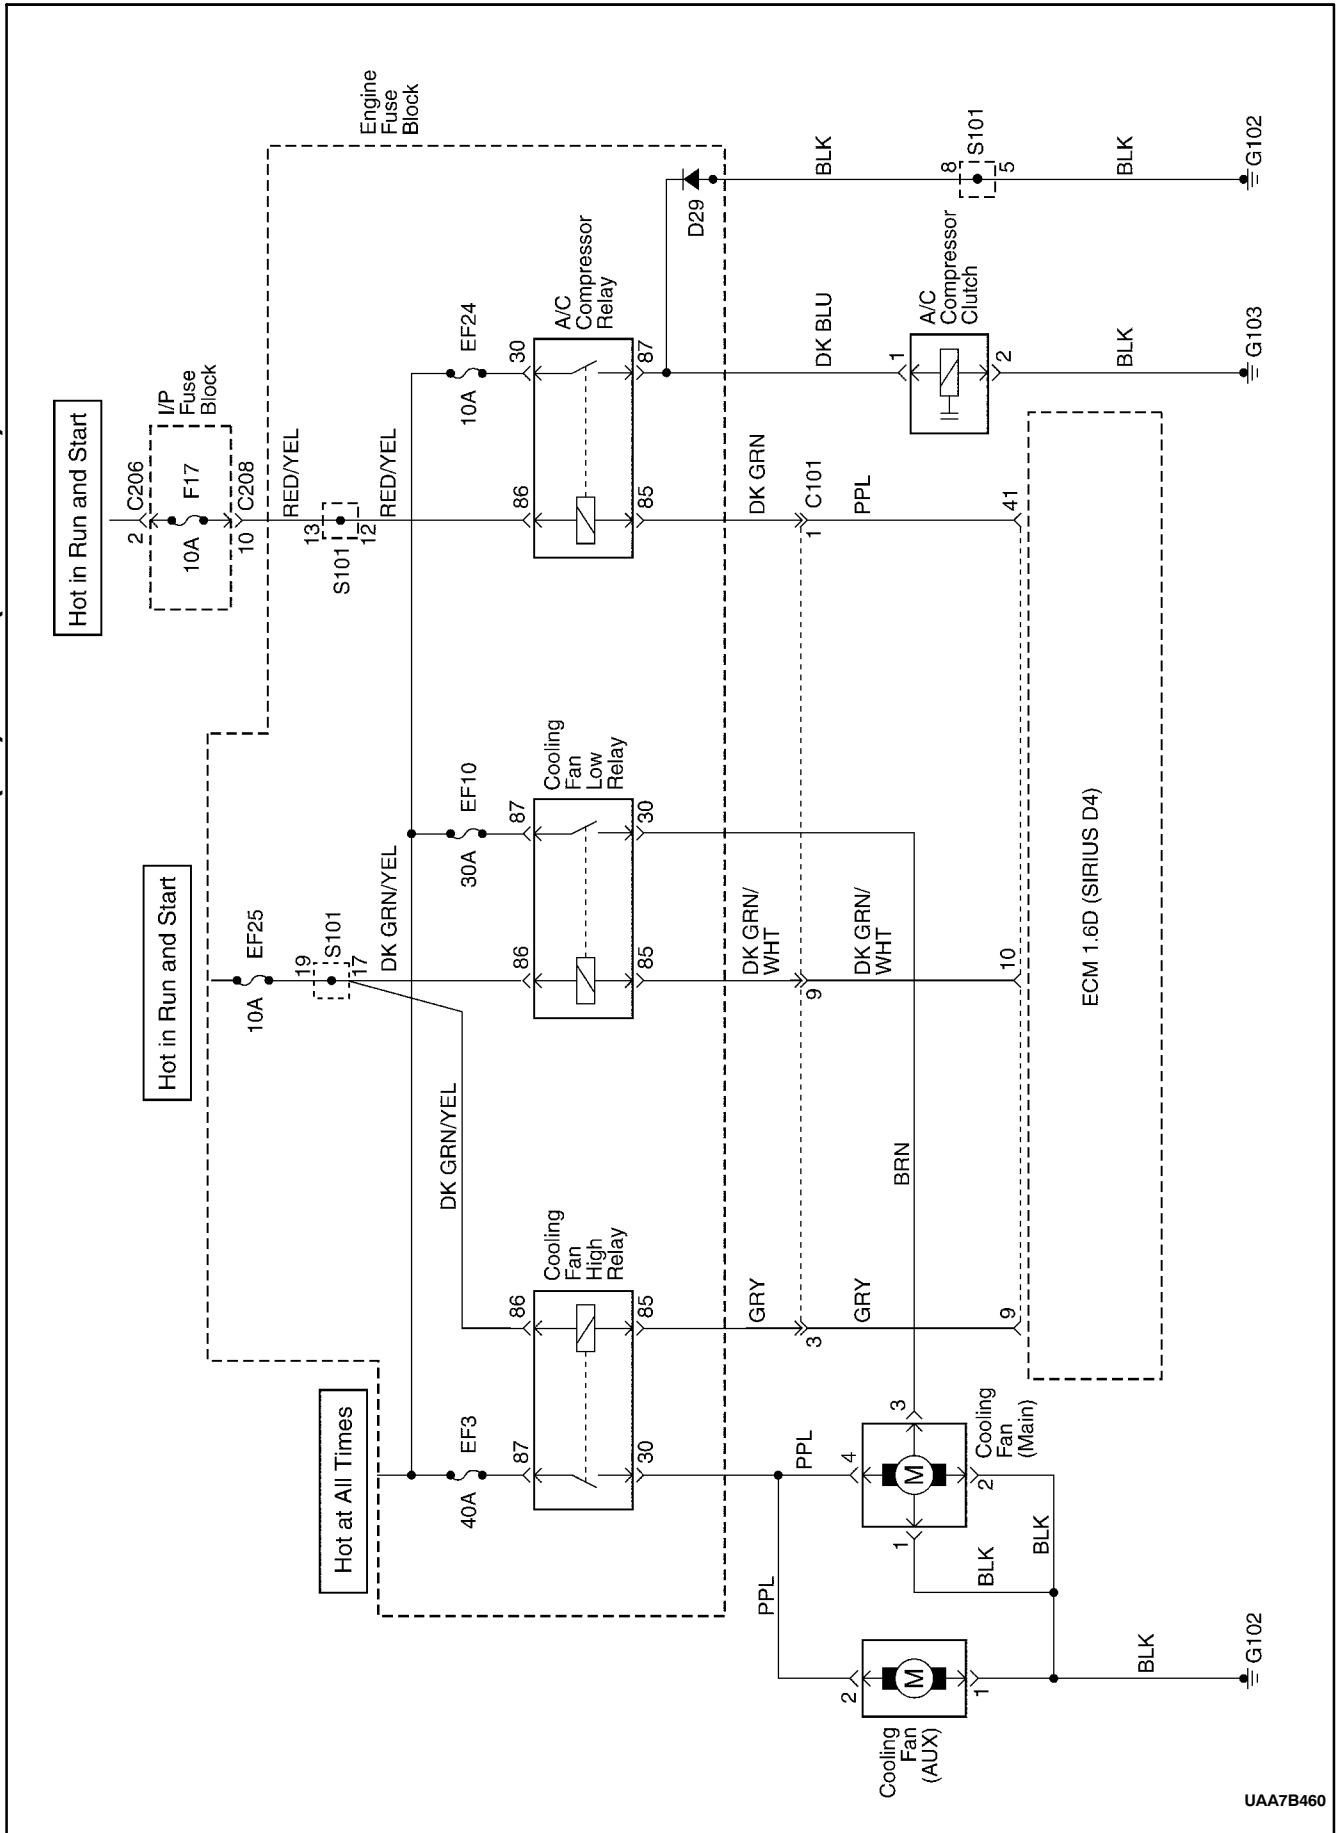 Hot at All Times
Hot in Run and Start
Hot in Run and Start
2
C206
I/P
Fuse
Block
10A
F17
10
C208
RED/YEL
13
S101
12
RED/YEL
Engine
Fuse
Block
10A
EF25
19
S101
17
DK GRN/YEL
DK GRN/YEL
40A
EF3
30A
EF10
10A
EF24
87
86
Cooling
Fan
High
Relay
30
85
86
87
Cooling
Fan
Low
Relay
85
30
86
30
A/C
Compressor
Relay
85
87
D29
PPL
PPL
GRY
DK GRN/
WHT
DK GRN
DK BLU
BLK
3
9
1
C101
GRY
BRN
DK GRN/
WHT
PPL
8
S101
5
2
M
1
Cooling
Fan
(AUX)
4
3
M
1
2
Cooling
Fan
(Main)
1
A/C
Compressor
Clutch
2
9
10
41
ECM 1.6D (SIRIUS D4)
BLK
BLK
BLK
BLK
BLK
G102
G103
G102
UAA7B460